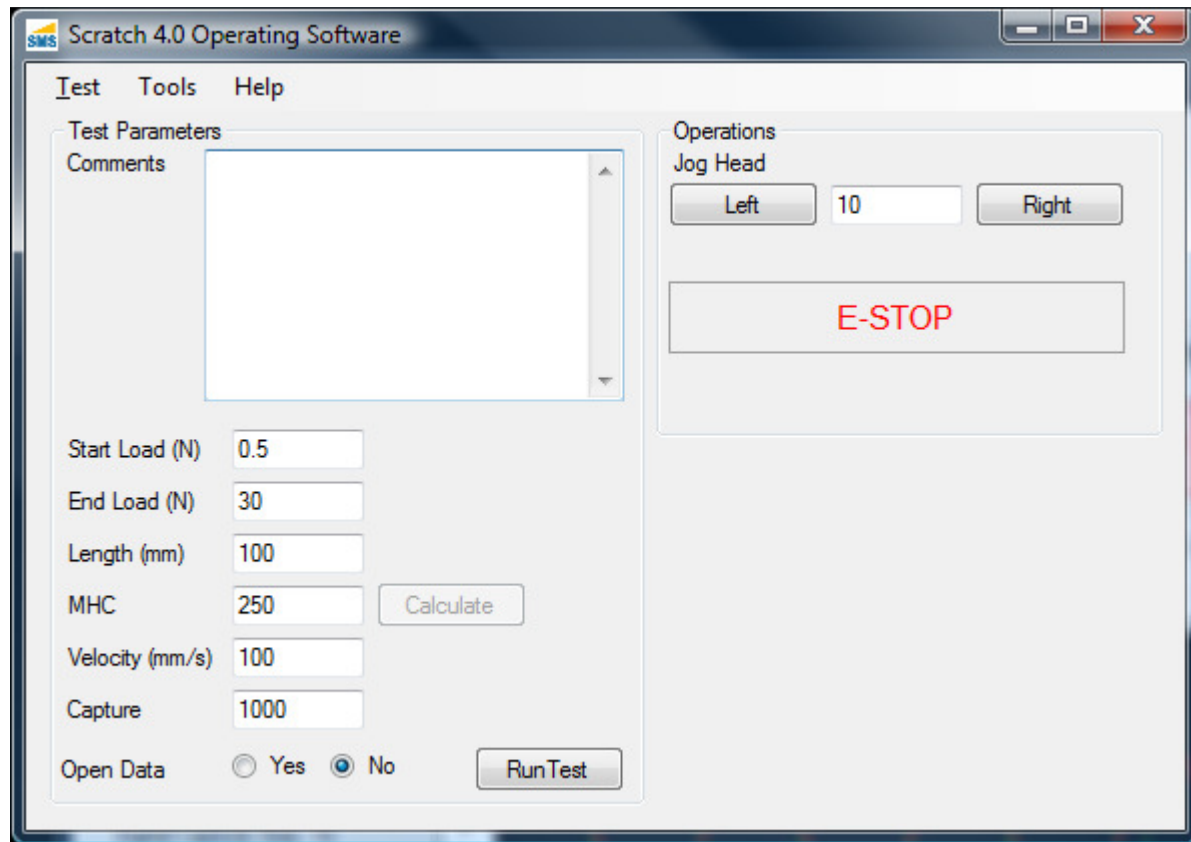 SMS Scratch 4.0 Operating Software
Test Tools Help
Test Parameters
Comments
Start Load (N) 0.5
End Load (N) 30
Length (mm) 100
MHC 250 Calculate
Velocity (mm/s) 100
Capture 1000
Open Data Yes No RunTest
Operations
Jog Head
Left 10 Right
E-STOP